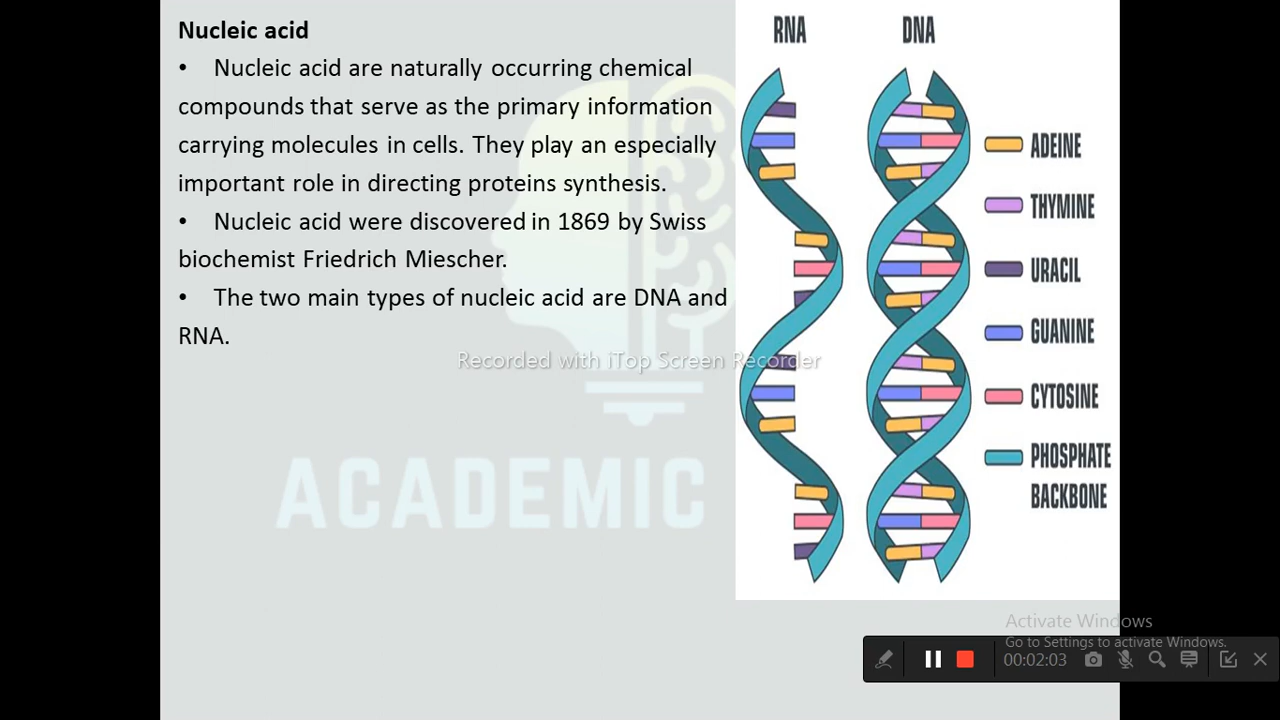 Nucleic acid
• Nucleic acid are naturally occurring chemical
compounds that serve as the primary information
carrying molecules in cells. They play an especially
important role in directing proteins synthesis.
• Nucleic acid were discovered in 1869 by Swiss
biochemist Friedrich Miescher.
• The two main types of nucleic acid are DNA and
RNA.
Recorded with iTop Screen Recorder
ACADEMIC
RNA
DNA
ADEINE
THYMINE
URACIL
GUANINE
CYTOSINE
PHOSPHATE
BACKBONE
Activate Windows
Go to Settings to activate Windows.
00:02:03